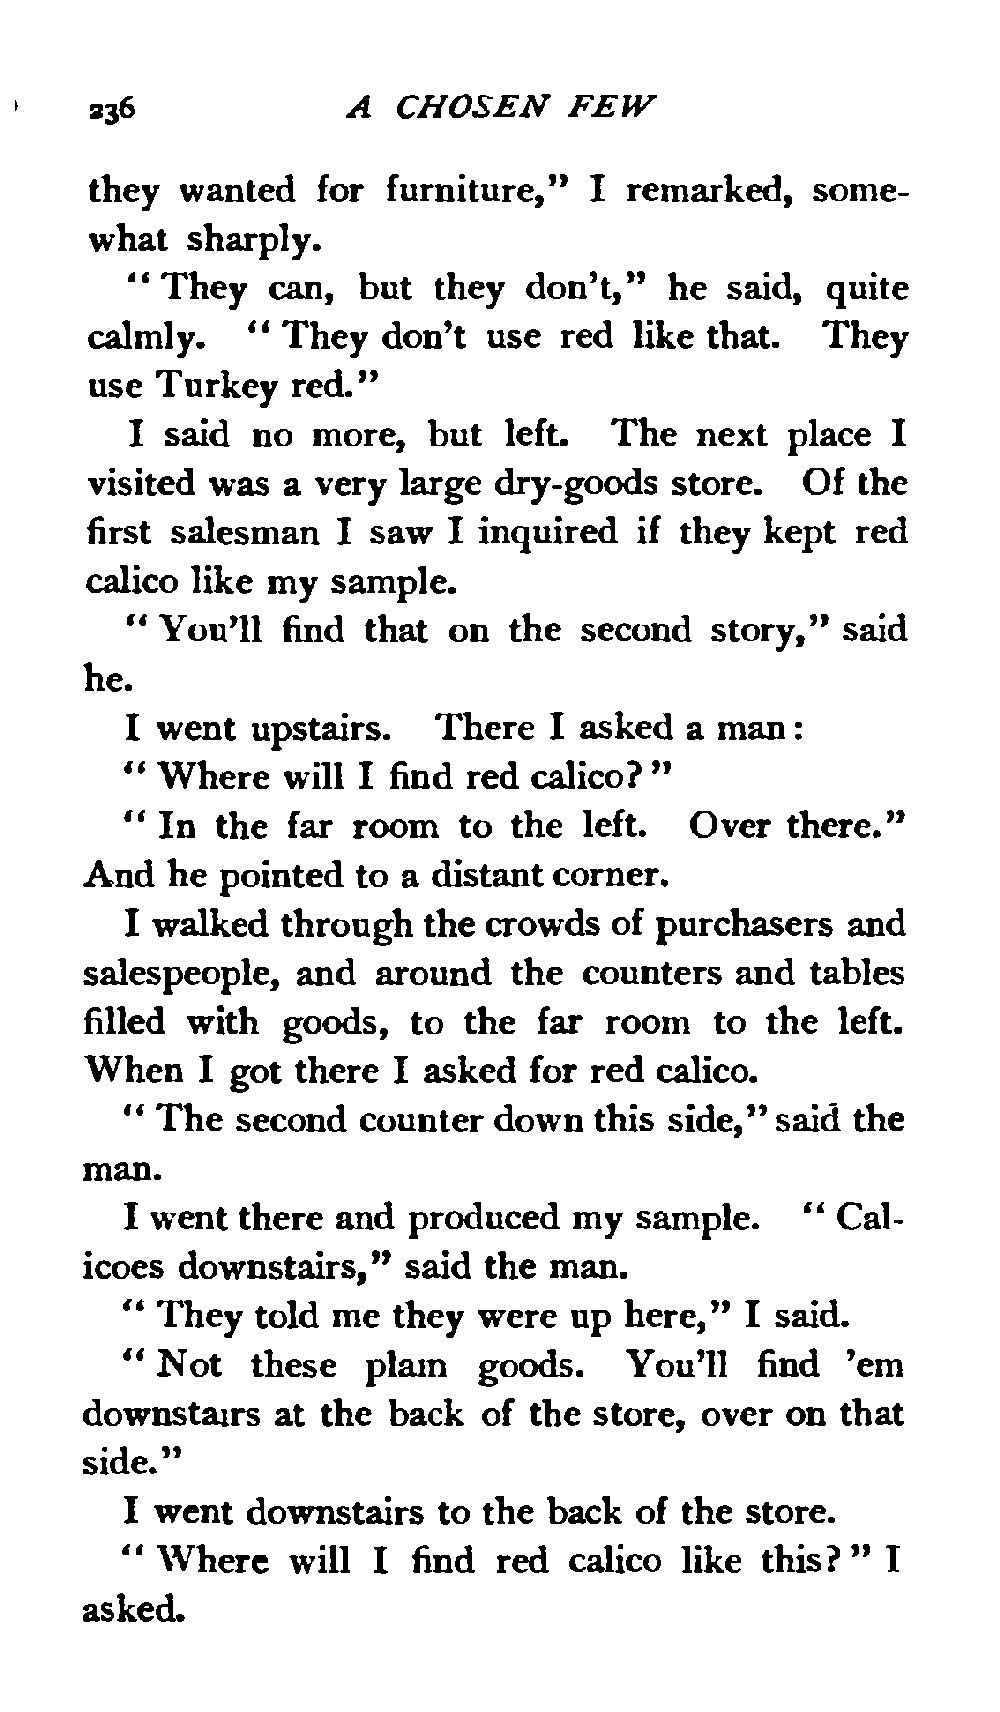 236 A CHOSEN FEW
they wanted for furniture,” I remarked, some-
what sharply.
“ They can, but they don’t,” he said, quite
calmly. “ They don’t use red like that. They
use Turkey red.”
I said no more, but left. The next place I
visited was a very large dry-goods store. Of the
first salesman I saw I inquired if they kept red
calico like my sample.
“ You’ll find that on the second story,” said
he.
I went upstairs. There I asked a man :
“ Where will I find red calico? ”
“ In the far room to the left. Over there.”
And he pointed to a distant corner.
I walked through the crowds of purchasers and
salespeople, and around the counters and tables
filled with goods, to the far room to the left.
When I got there I asked for red calico.
“ The second counter down this side,” said the
man.
I went there and produced my sample. “ Cal-
icoes downstairs,” said the man.
“ They told me they were up here,” I said.
“ Not these plain goods. You’ll find ’em
downstairs at the back of the store, over on that
side.”
I went downstairs to the back of the store.
“ Where will I find red calico like this? ” I
asked.